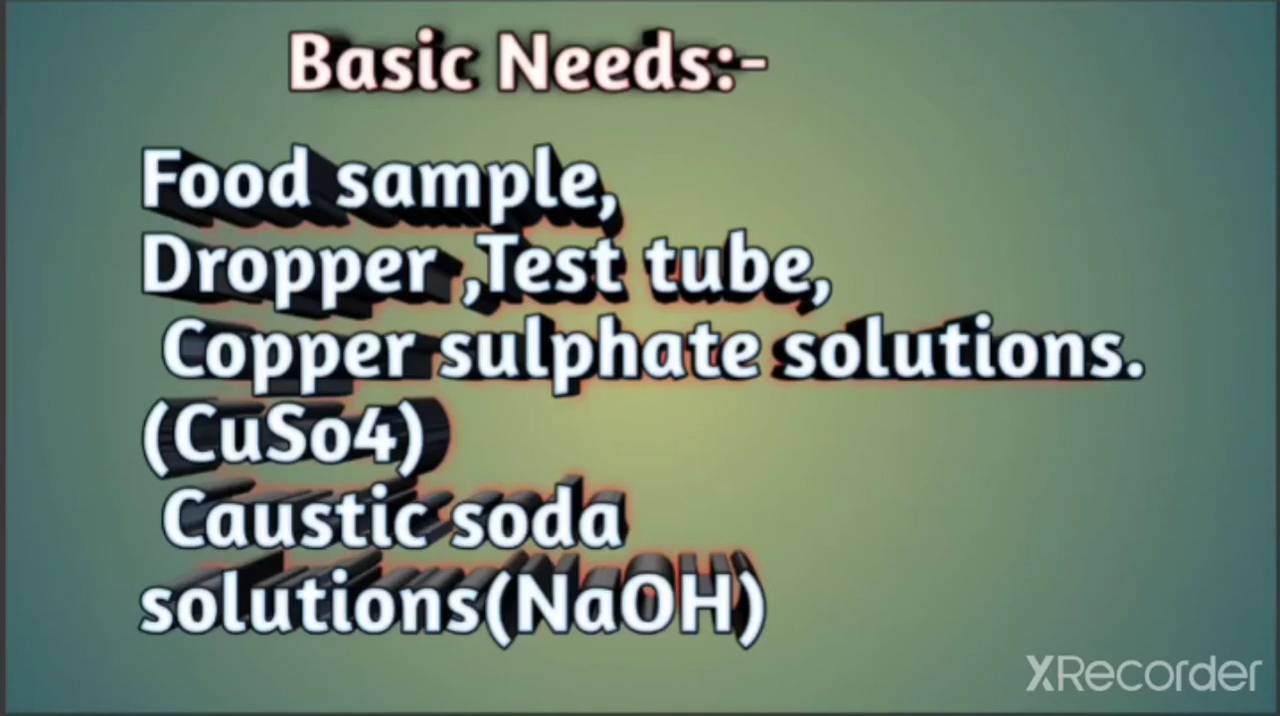 Basic Needs:-
Food sample,
Dropper ,Test tube,
Copper sulphate solutions.
(CuSo4)
Caustic soda
solutions(NaOH)
XRecorder